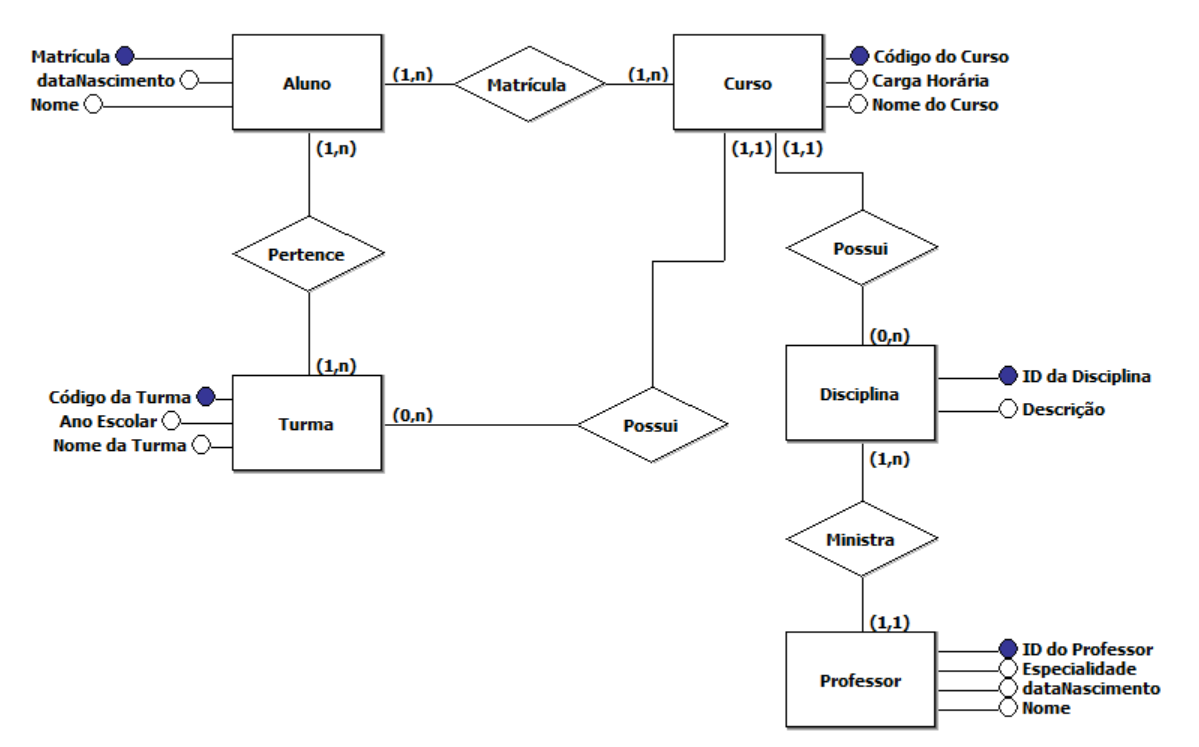 Matrícula
dataNascimento
Nome
Aluno
(1,n)
Matrícula
(1,n)
Curso
Código do Curso
Carga Horária
Nome do Curso
(1,n)
(1,1)
(1,1)
Pertence
Possui
(1,n)
(0,n)
Código da Turma
Ano Escolar
Nome da Turma
Turma
(0,n)
Possui
Disciplina
ID da Disciplina
Descrição
(1,n)
Ministra
(1,1)
Professor
ID do Professor
Especialidade
dataNascimento
Nome